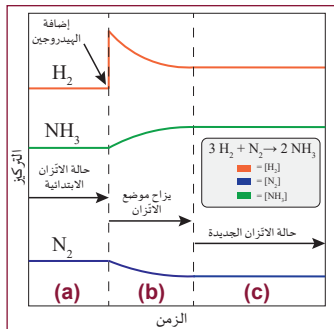 إضافة
الهيدروجين
H₂
NH₃
3 H₂ + N₂→ 2 NH₃
= [H₂]
= [N₂]
= [NH₃]
التركيز
حالة الاتزان
الابتدائية
يزاح موضع
الاتزان
حالة الاتزان الجديدة
N₂
(a)
(b)
(c)
الزمن